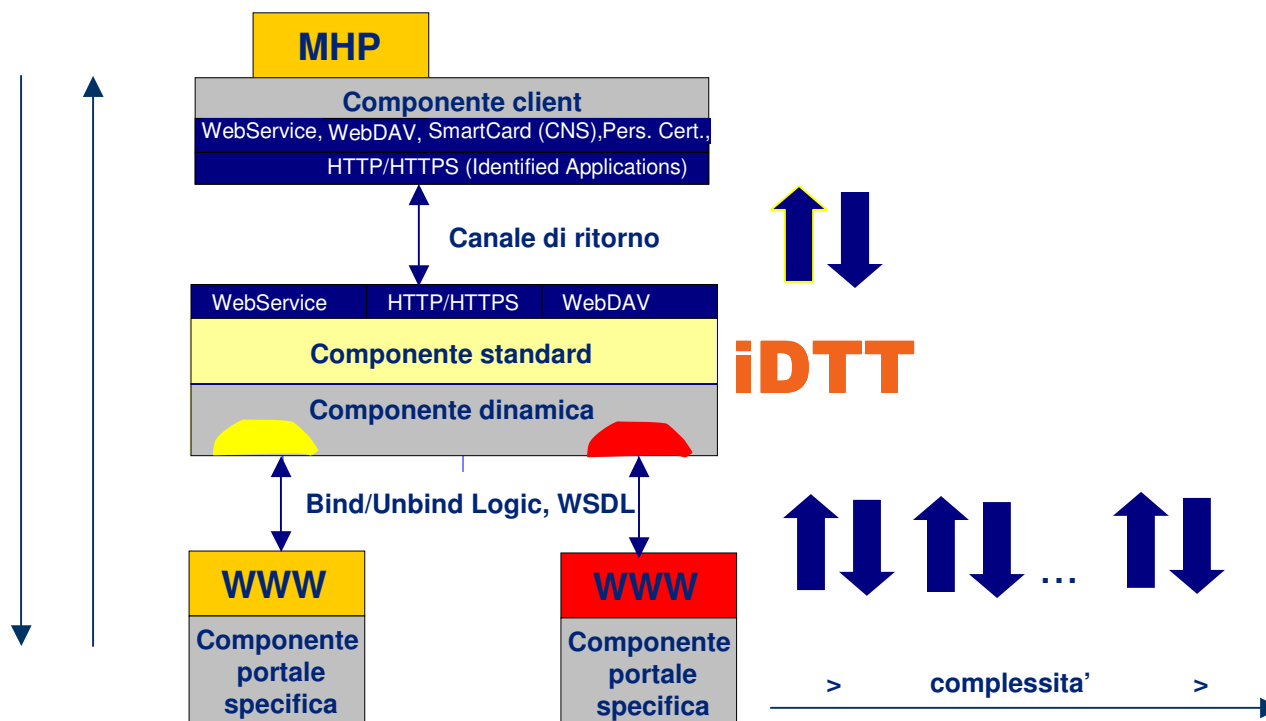 MHP
Componente client
WebService, WebDAV, SmartCard (CNS),Pers. Cert.,
HTTP/HTTPS (Identified Applications)
Canale di ritorno
WebService HTTP/HTTPS WebDAV
Componente standard
iDTT
Componente dinamica
Bind/Unbind Logic, WSDL
...
WWW WWW
Componente
portale
specifica
Componente
portale
specifica
> complessita' >